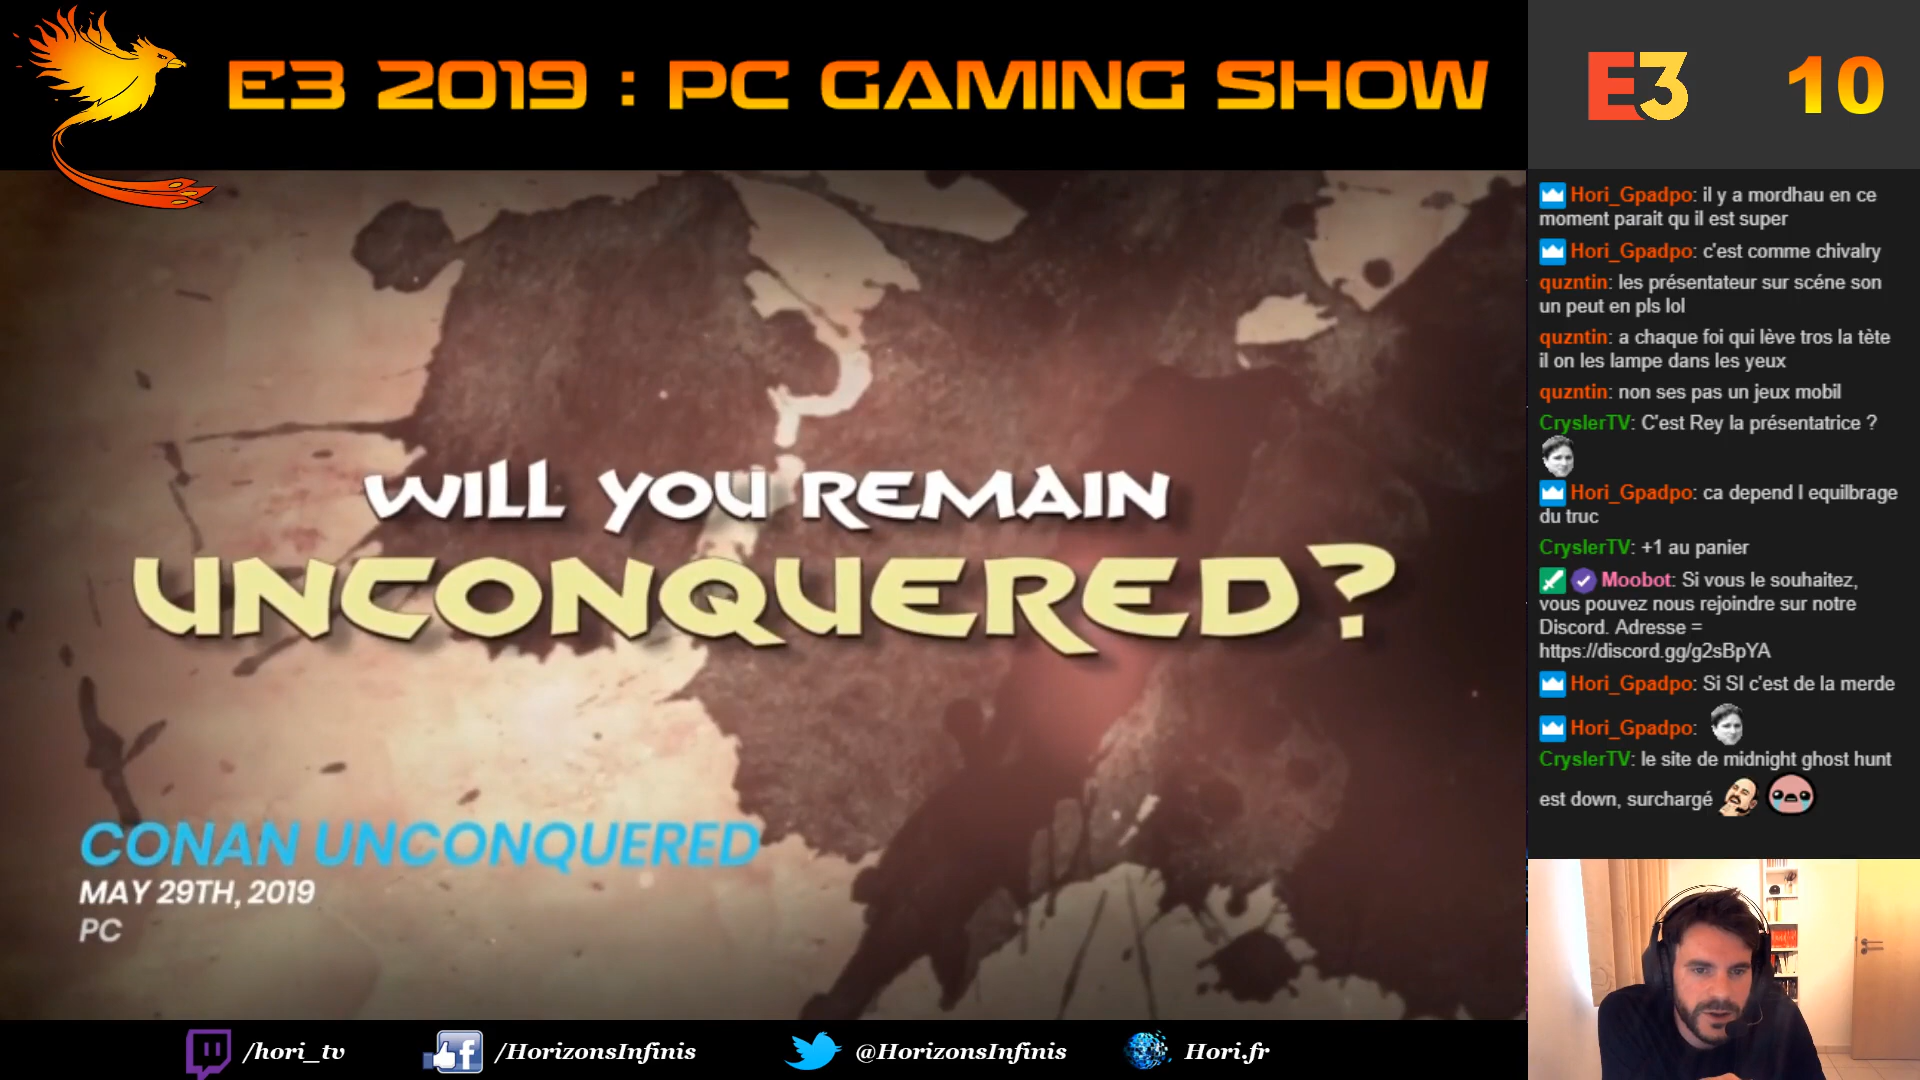 E3 2019 : PC GAMING SHOW
E3
10
WILL YOU REMAIN
UNCONQUERED?
CONAN UNCONQUERED
MAY 29TH, 2019
PC
Hori_Gpadpo: il y a mordhau en ce
moment parait qu il est super
Hori_Gpadpo: c'est comme chivalry
quzntin: les présentateur sur scéne son
un peut en pls lol
quzntin: a chaque foi qui lève tros la tète
il on les lampe dans les yeux
quzntin: non ses pas un jeux mobil
CryslerTV: C'est Rey la présentatrice ?
Hori_Gpadpo: ca depend l equilbrage
du truc
CryslerTV: +1 au panier
Moobot: Si vous le souhaitez,
vous pouvez nous rejoindre sur notre
Discord. Adresse =
https://discord.gg/g2sBpYA
Hori_Gpadpo: Si SI c'est de la merde
Hori_Gpadpo:
CryslerTV: le site de midnight ghost hunt
est down, surchargé
/hori_tv
/HorizonsInfinis
@HorizonsInfinis
Hori.fr